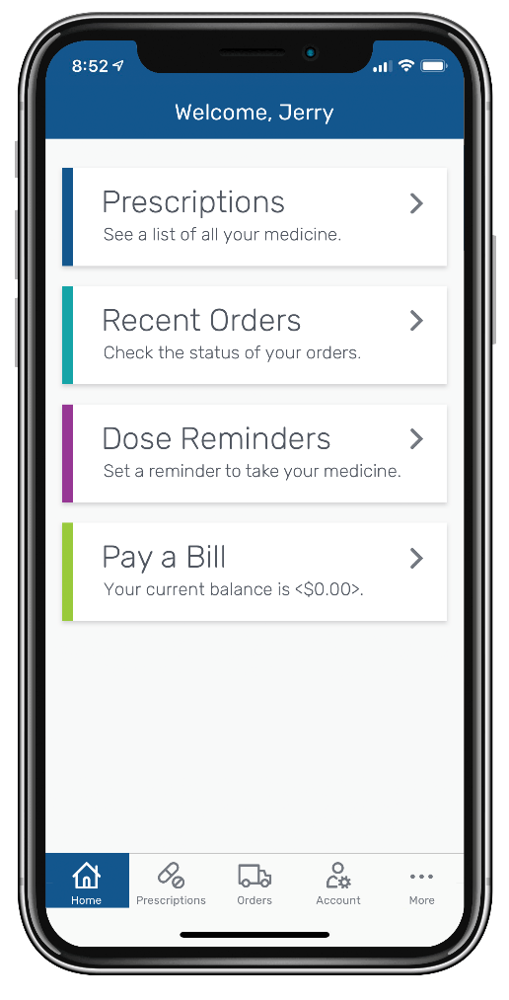 8:52
Welcome, Jerry
Prescriptions
See a list of all your medicine.
Recent Orders
Check the status of your orders.
Dose Reminders
Set a reminder to take your medicine.
Pay a Bill
Your current balance is <$0.00>.
Home Prescriptions Orders Account More